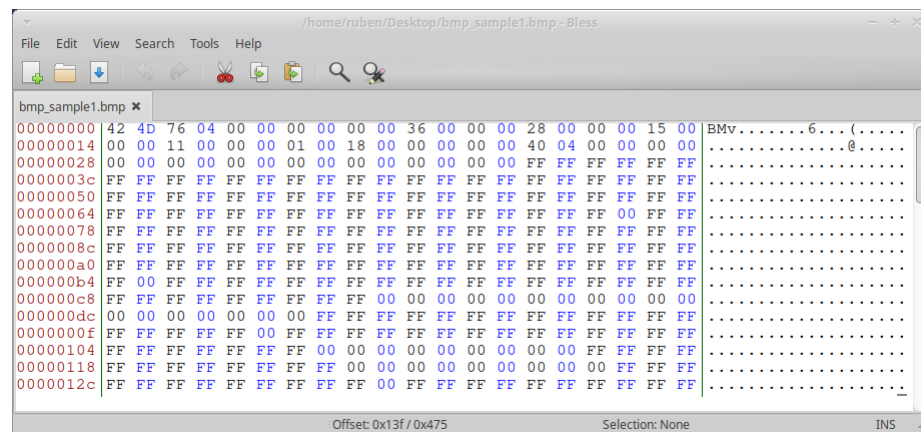 /home/ruben/Desktop/bmp_sample1.bmp - Bless
File Edit View Search Tools Help
bmp_sample1.bmp
00000000 42 4D 76 04 00 00 00 00 00 00 36 00 00 00 28 00 00 00 15 00 BMv.......6...(.....
00000014 00 00 11 00 00 00 01 00 18 00 00 00 00 00 40 04 00 00 00 00 ..............@.....
00000028 00 00 00 00 00 00 00 00 00 00 00 00 00 00 FF FF FF FF FF FF ....................
0000003c FF FF FF FF FF FF FF FF FF FF FF FF FF FF FF FF FF FF FF FF ....................
00000050 FF FF FF FF FF FF FF FF FF FF FF FF FF FF FF FF FF FF FF FF ....................
00000064 FF FF FF FF FF FF FF FF FF FF FF FF FF FF FF FF FF 00 FF FF ....................
00000078 FF FF FF FF FF FF FF FF FF FF FF FF FF FF FF FF FF FF FF FF ....................
0000008c FF FF FF FF FF FF FF FF FF FF FF FF FF FF FF FF FF FF FF FF ....................
000000a0 FF FF FF FF FF FF FF FF FF FF FF FF FF FF FF FF FF FF FF FF ....................
000000b4 FF 00 FF FF FF FF FF FF FF FF FF FF FF FF FF FF FF FF FF FF ....................
000000c8 FF FF FF FF FF FF FF FF FF 00 00 00 00 00 00 00 00 00 00 00 ....................
000000dc 00 00 00 00 00 00 00 FF FF FF FF FF FF FF FF FF FF FF FF FF ....................
0000000f FF FF FF FF FF 00 FF FF FF FF FF FF FF FF FF FF FF FF FF FF ....................
00000104 FF FF FF FF FF FF FF 00 00 00 00 00 00 00 00 00 FF FF FF FF ....................
00000118 FF FF FF FF FF FF FF FF 00 00 00 00 00 00 00 00 00 FF FF FF ....................
0000012c FF FF FF FF FF FF FF FF FF 00 FF FF FF FF FF FF FF FF FF FF ....................
Offset: 0x13f / 0x475 Selection: None INS